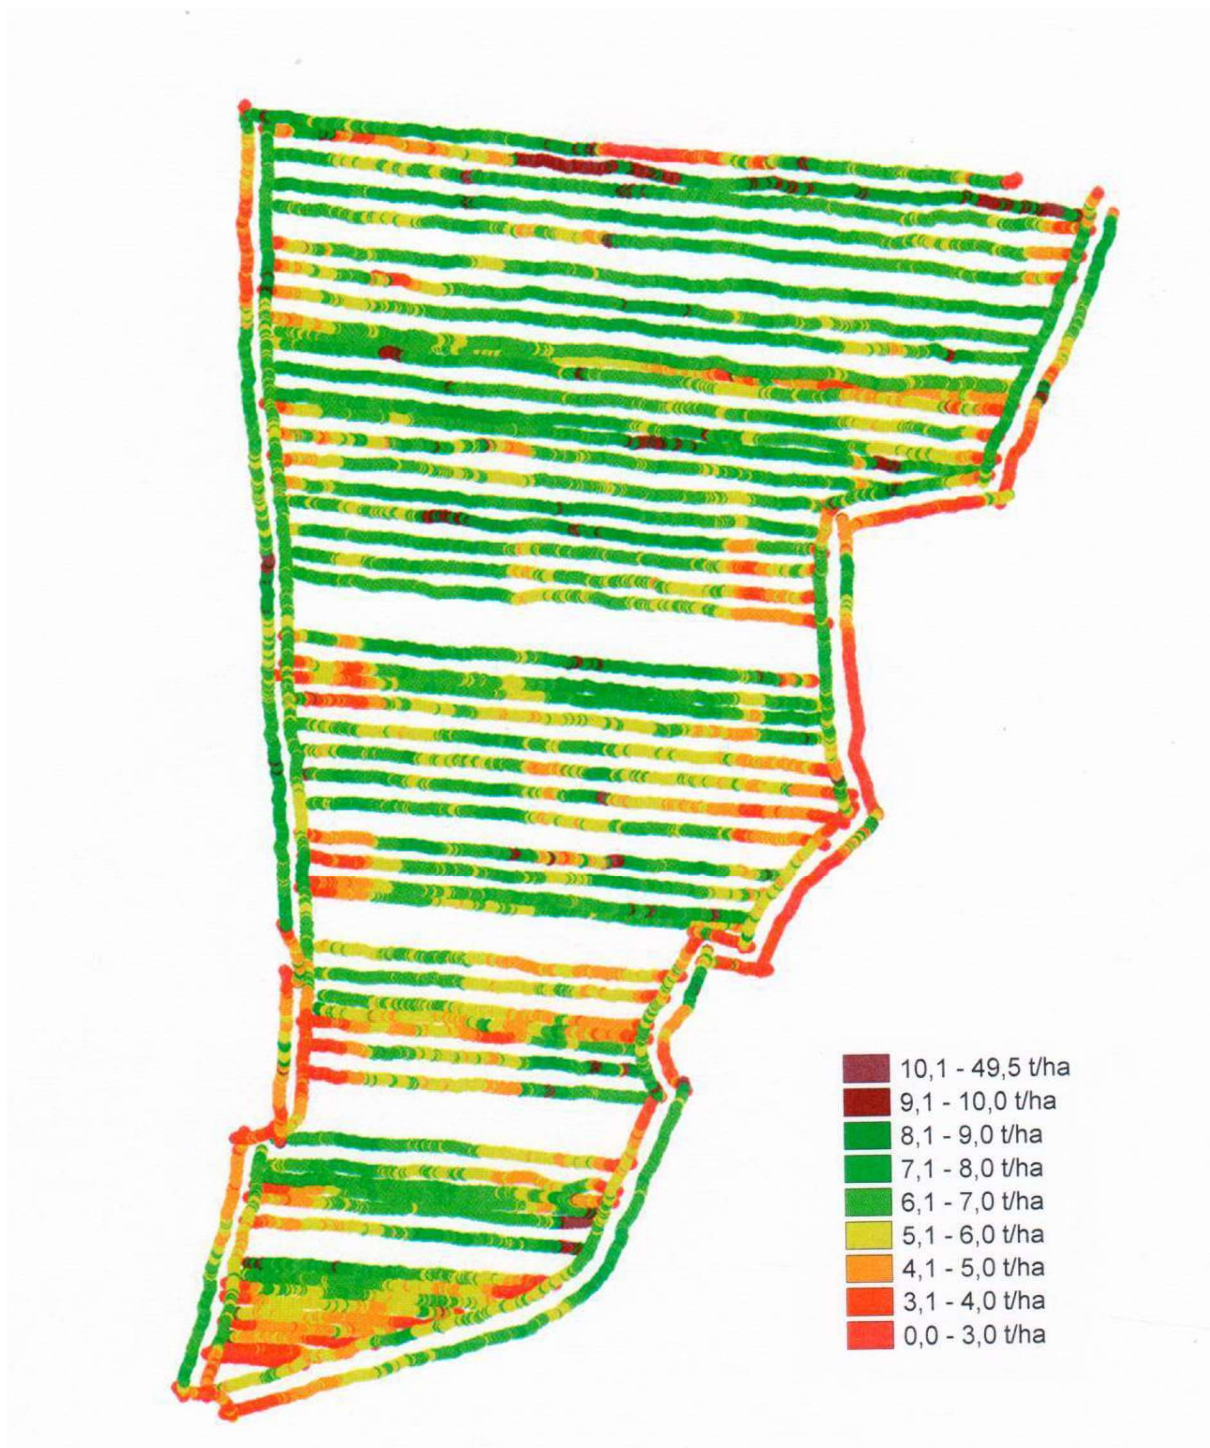 10,1 - 49,5 t/ha
9,1 - 10,0 t/ha
8,1 - 9,0 t/ha
7,1 - 8,0 t/ha
6,1 - 7,0 t/ha
5,1 - 6,0 t/ha
4,1 - 5,0 t/ha
3,1 - 4,0 t/ha
0,0 - 3,0 t/ha